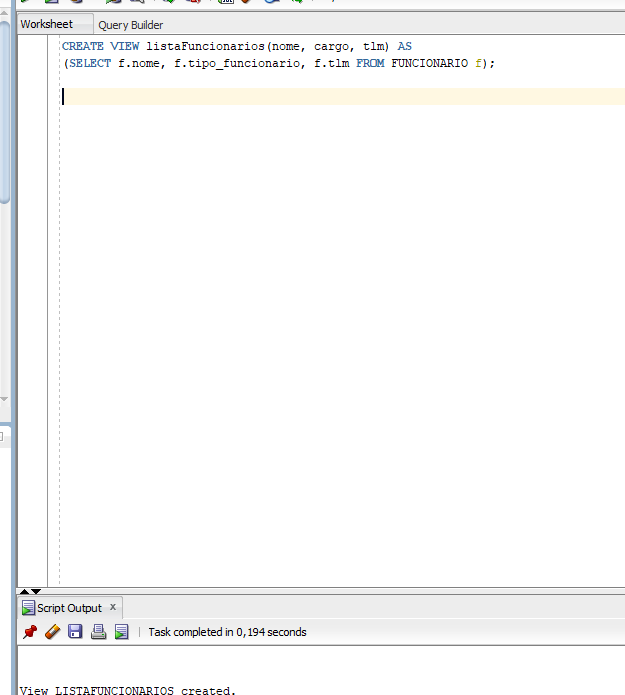 Worksheet
Query Builder
CREATE VIEW listaFuncionarios(nome, cargo, tlm) AS
(SELECT f.nome, f.tipo_funcionario, f.tlm FROM FUNCIONARIO f);
Script Output x
Task completed in 0,194 seconds
View LISTAFUNCIONARIOS created.